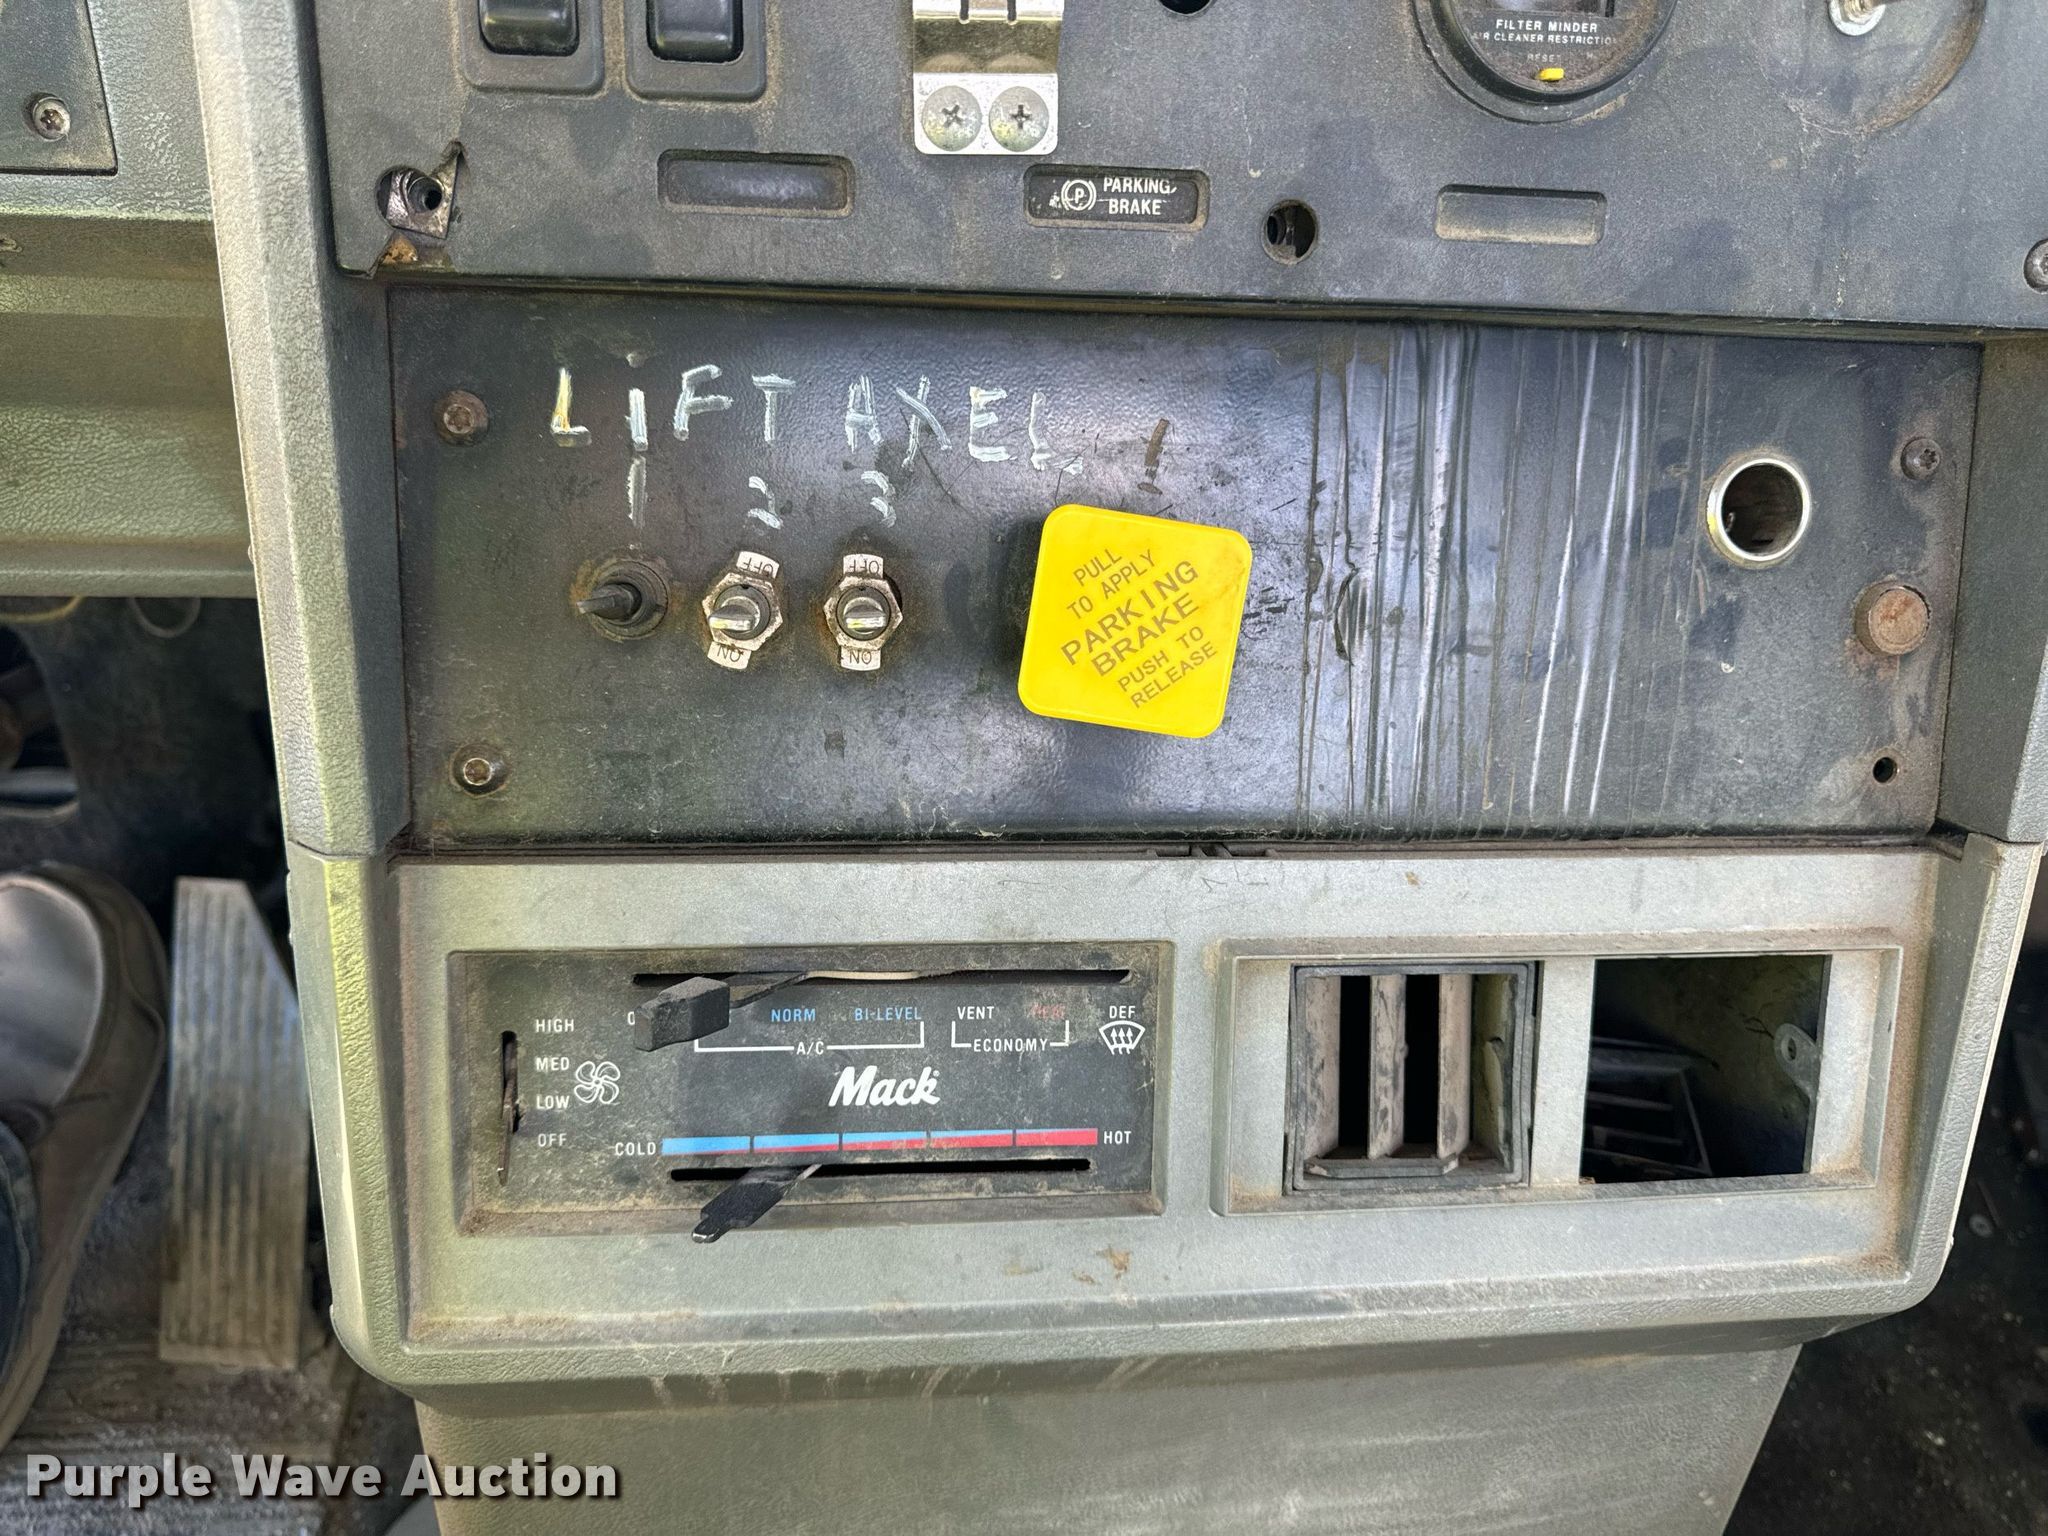 FILTER MINDER
AIR CLEANER RESTRICTION
RESET
P PARKING
BRAKE
LiFT AXEL
1 2 3
OFF OFF
ON ON
PULL
TO APPLY
PARKING
BRAKE
PUSH TO
RELEASE
HIGH
MED
LOW
OFF
NORM BI-LEVEL VENT HEAT DEF
A/C ECONOMY
Mack
COLD HOT
Purple Wave Auction